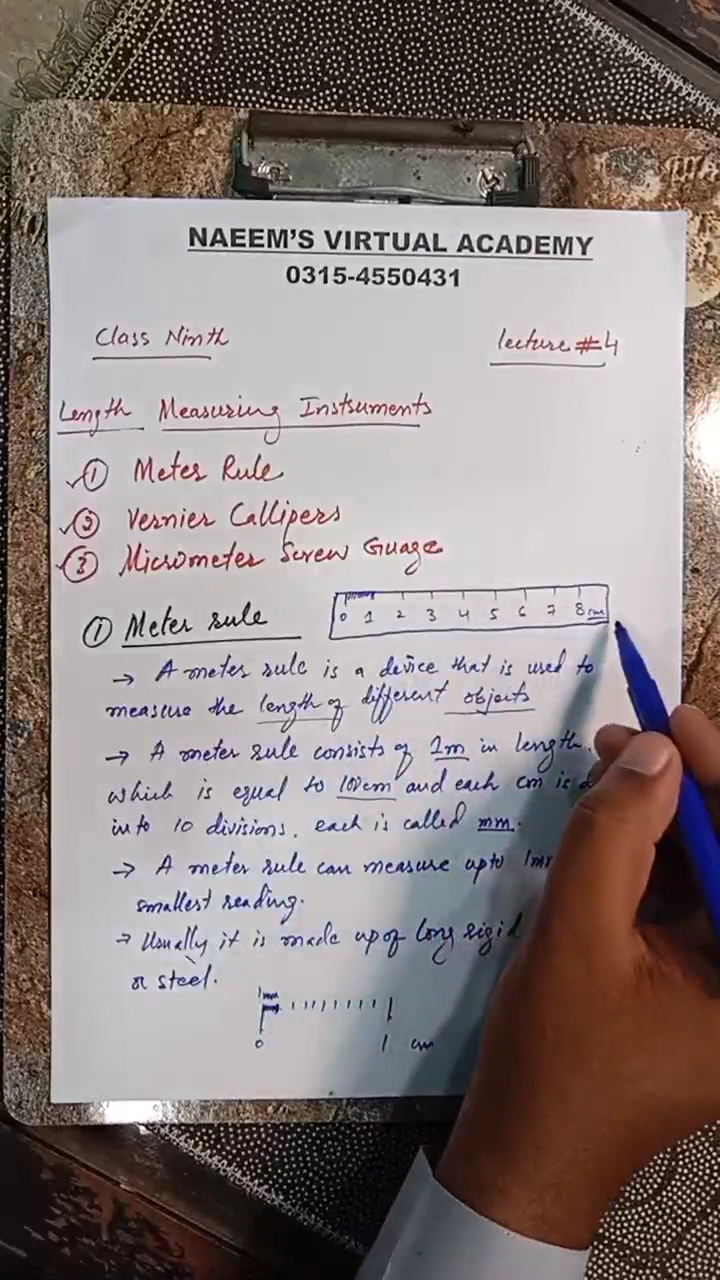 NAEEM'S VIRTUAL ACADEMY
0315-4550431
Class Ninth
lecture #4
Length Measuring Instruments
① Meter Rule
② Vernier Callipers
③ Micrometer Screw Guage
① Meter rule
0 1 2 3 4 5 6 7 8 cm
→ A meter rule is a device that is used to
measure the length of different objects
→ A meter rule consists of 1m in length.
which is equal to 100cm and each cm is
into 10 divisions, each is called mm.
→ A meter rule can measure upto
smallest reading.
→ Usually it is made up of long rigid
or steel.
0 1 cm